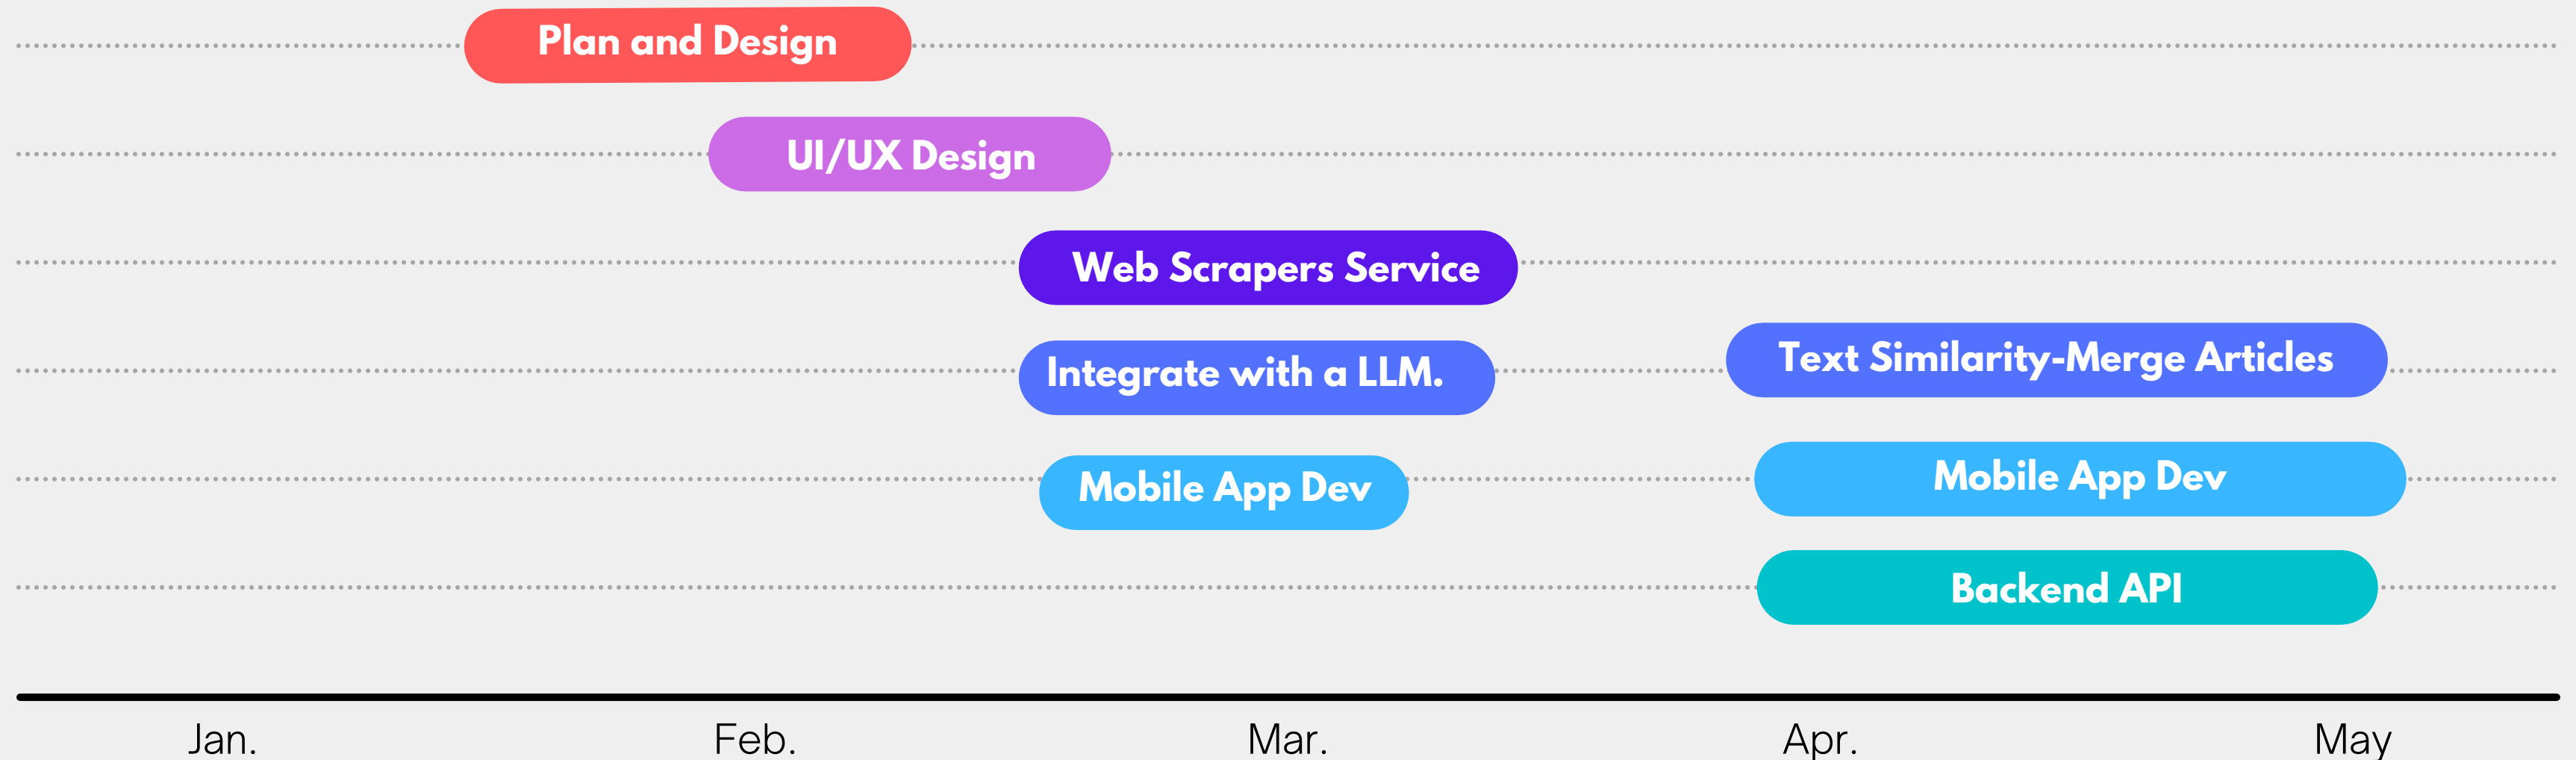 Plan and Design
UI/UX Design
Web Scrapers Service
Integrate with a LLM.
Text Similarity-Merge Articles
Mobile App Dev
Mobile App Dev
Backend API
Jan.
Feb.
Mar.
Apr.
May